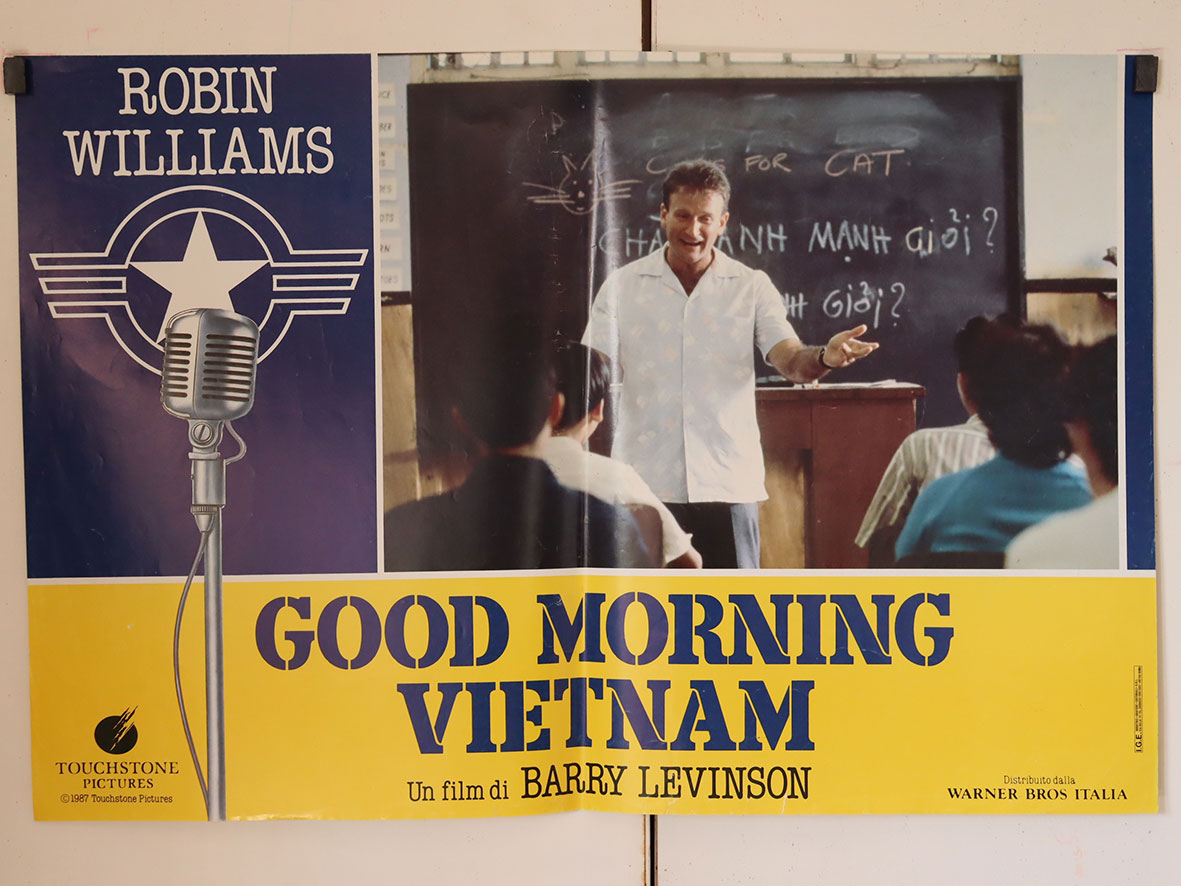 ROBIN
WILLIAMS
FOR CAT
MẠNH GIỎI?
GIỎI?
GOOD MORNING
VIETNAM
Un film di BARRY LEVINSON
TOUCHSTONE
PICTURES
©1987 Touchstone Pictures
Distribuito dalla
WARNER BROS ITALIA
I.G.E.